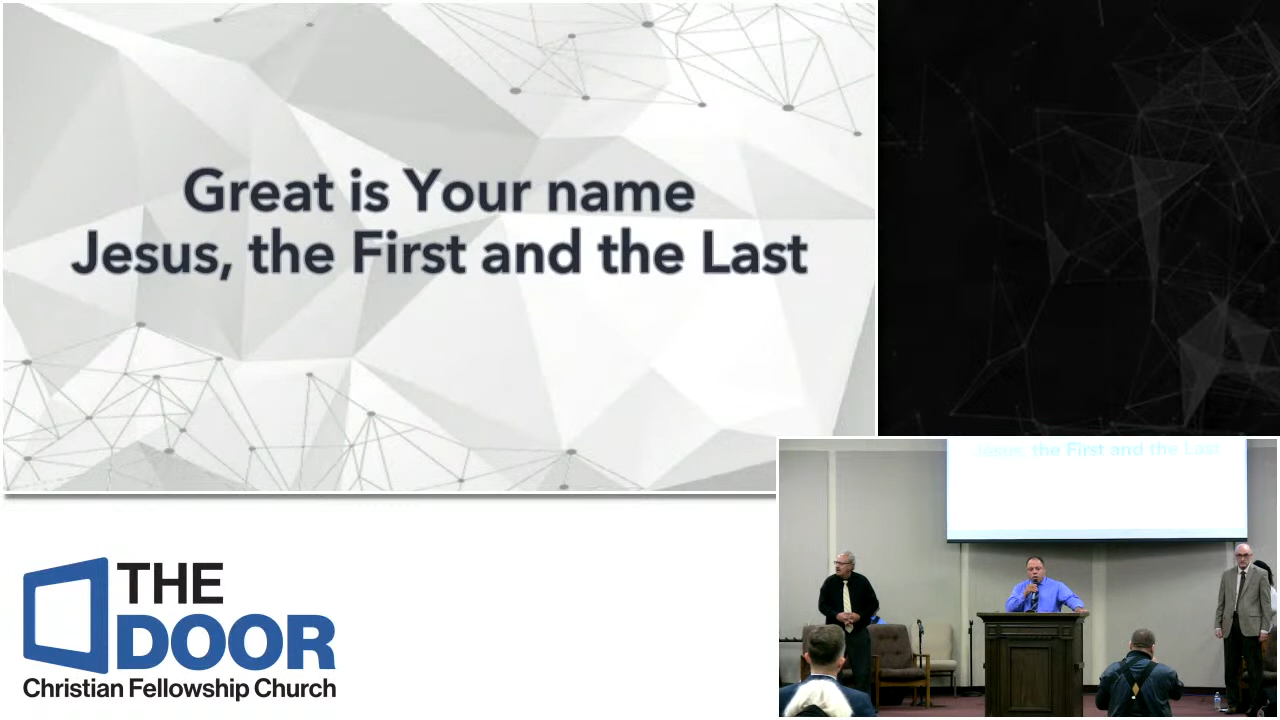 Great is Your name
Jesus, the First and the Last
THE
DOOR
Christian Fellowship Church
Jesus, the First and the Last